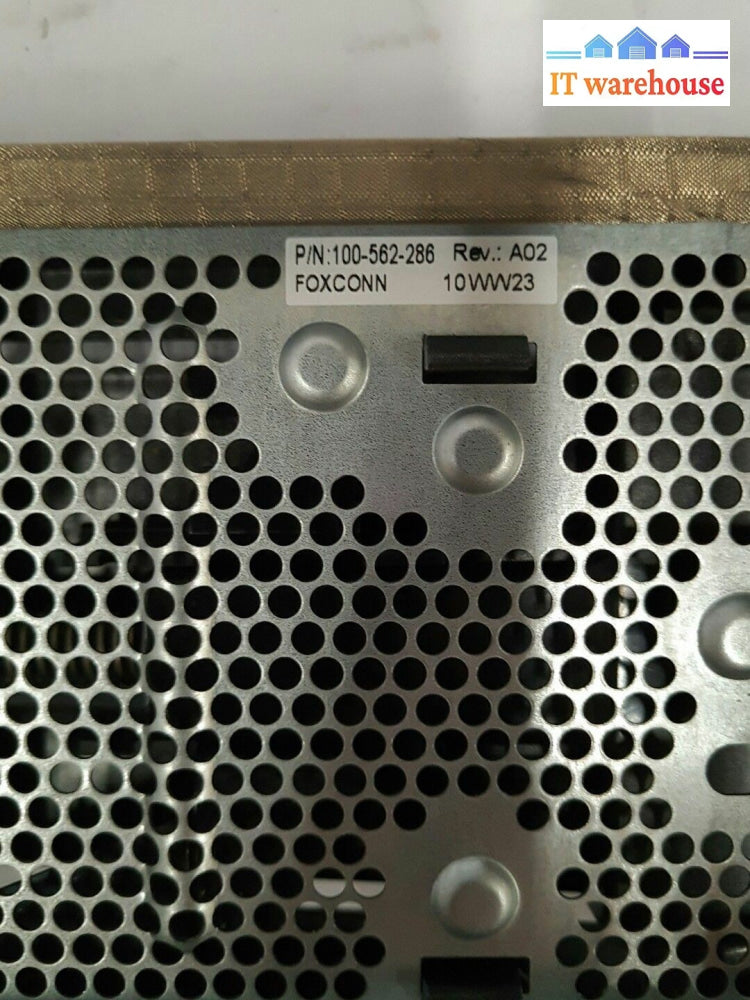 IT warehouse
P/N:100-562-286 Rev.: A02
FOXCONN 10WW23